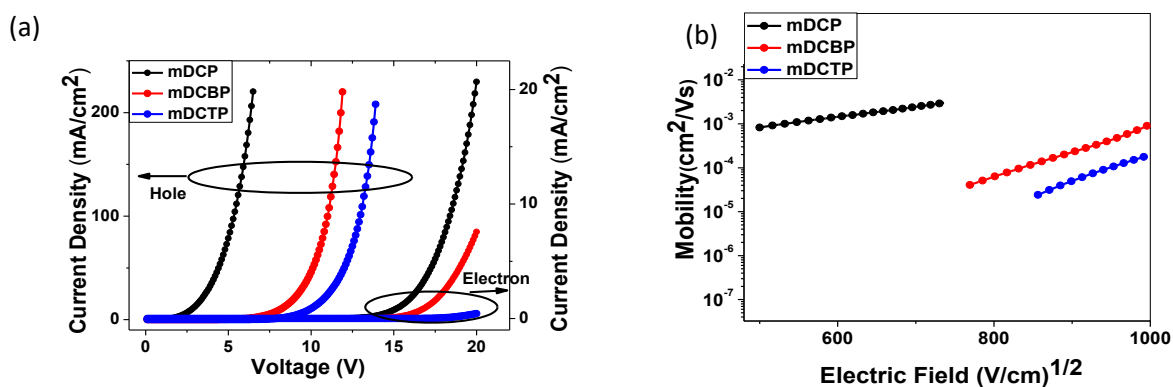 (a)
mDCP
mDCBP
mDCTP
Current Density (mA/cm²)
200
100
0
Hole
Electron
20
10
0
Current Density (mA/cm²)
0
5
10
15
20
Voltage (V)
(b)
mDCP
mDCBP
mDCTP
Mobility(cm²/Vs)
10⁻²
10⁻³
10⁻⁴
10⁻⁵
10⁻⁶
10⁻⁷
600
800
1000
Electric Field (V/cm)¹/²